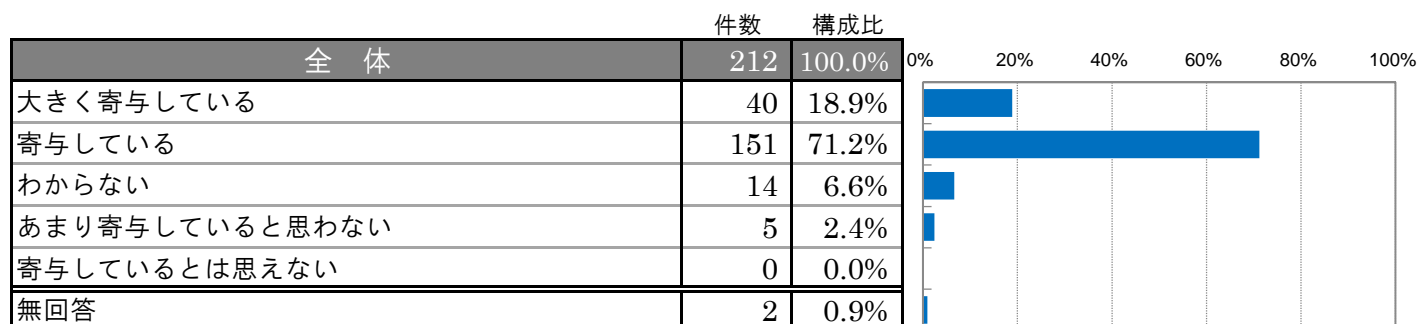 件数 構成比
全 体 212 100.0% 0% 20% 40% 60% 80% 100%
大きく寄与している 40 18.9%
寄与している 151 71.2%
わからない 14 6.6%
あまり寄与していると思わない 5 2.4%
寄与しているとは思えない 0 0.0%
無回答 2 0.9%